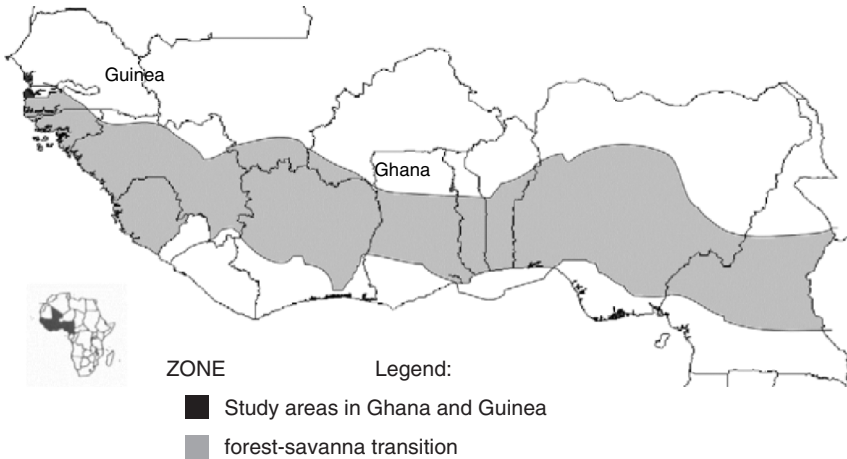 Guinea
Ghana
ZONE Legend:
Study areas in Ghana and Guinea
forest-savanna transition